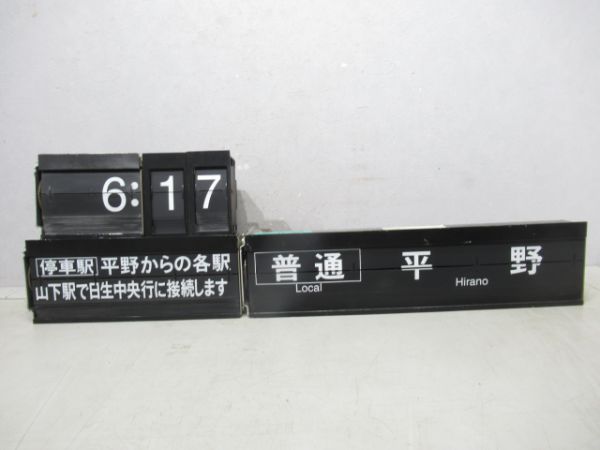 6:17
[停車駅]平野からの各駅
山下駅で日生中央行に接続します
普通 平野
Local Hirano